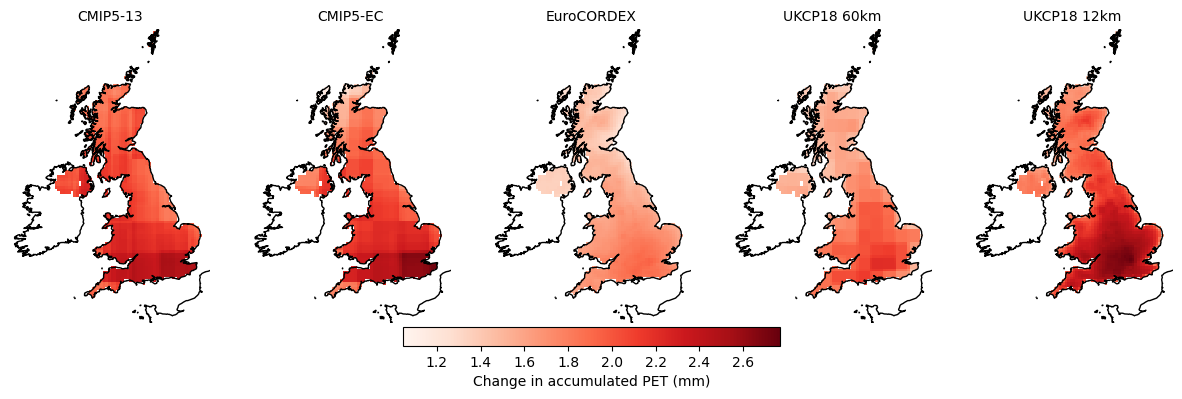 CMIP5-13 CMIP5-EC EuroCORDEX UKCP18 60km UKCP18 12km
1.2 1.4 1.6 1.8 2.0 2.2 2.4 2.6
Change in accumulated PET (mm)